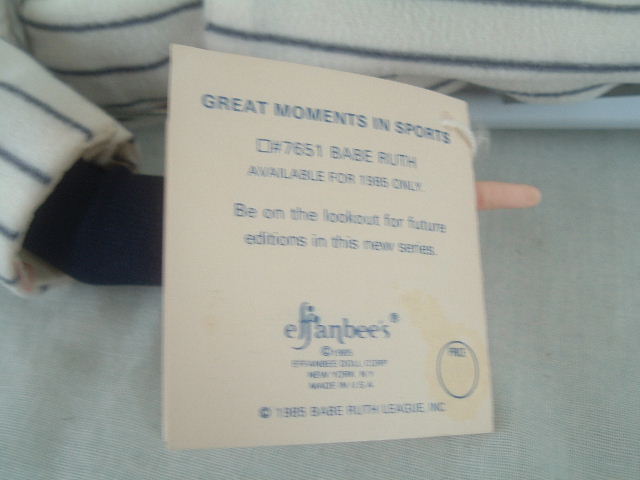 GREAT MOMENTS IN SPORTS
□#7651 BABE RUTH
AVAILABLE FOR 1985 ONLY.
Be on the lookout for future
editions in this new series.
effanbee's®
©1985
EFFANBEE DOLL CORP.
NEW YORK, N.Y.
MADE IN U.S.A.
PRICE
© 1985 BABE RUTH LEAGUE, INC